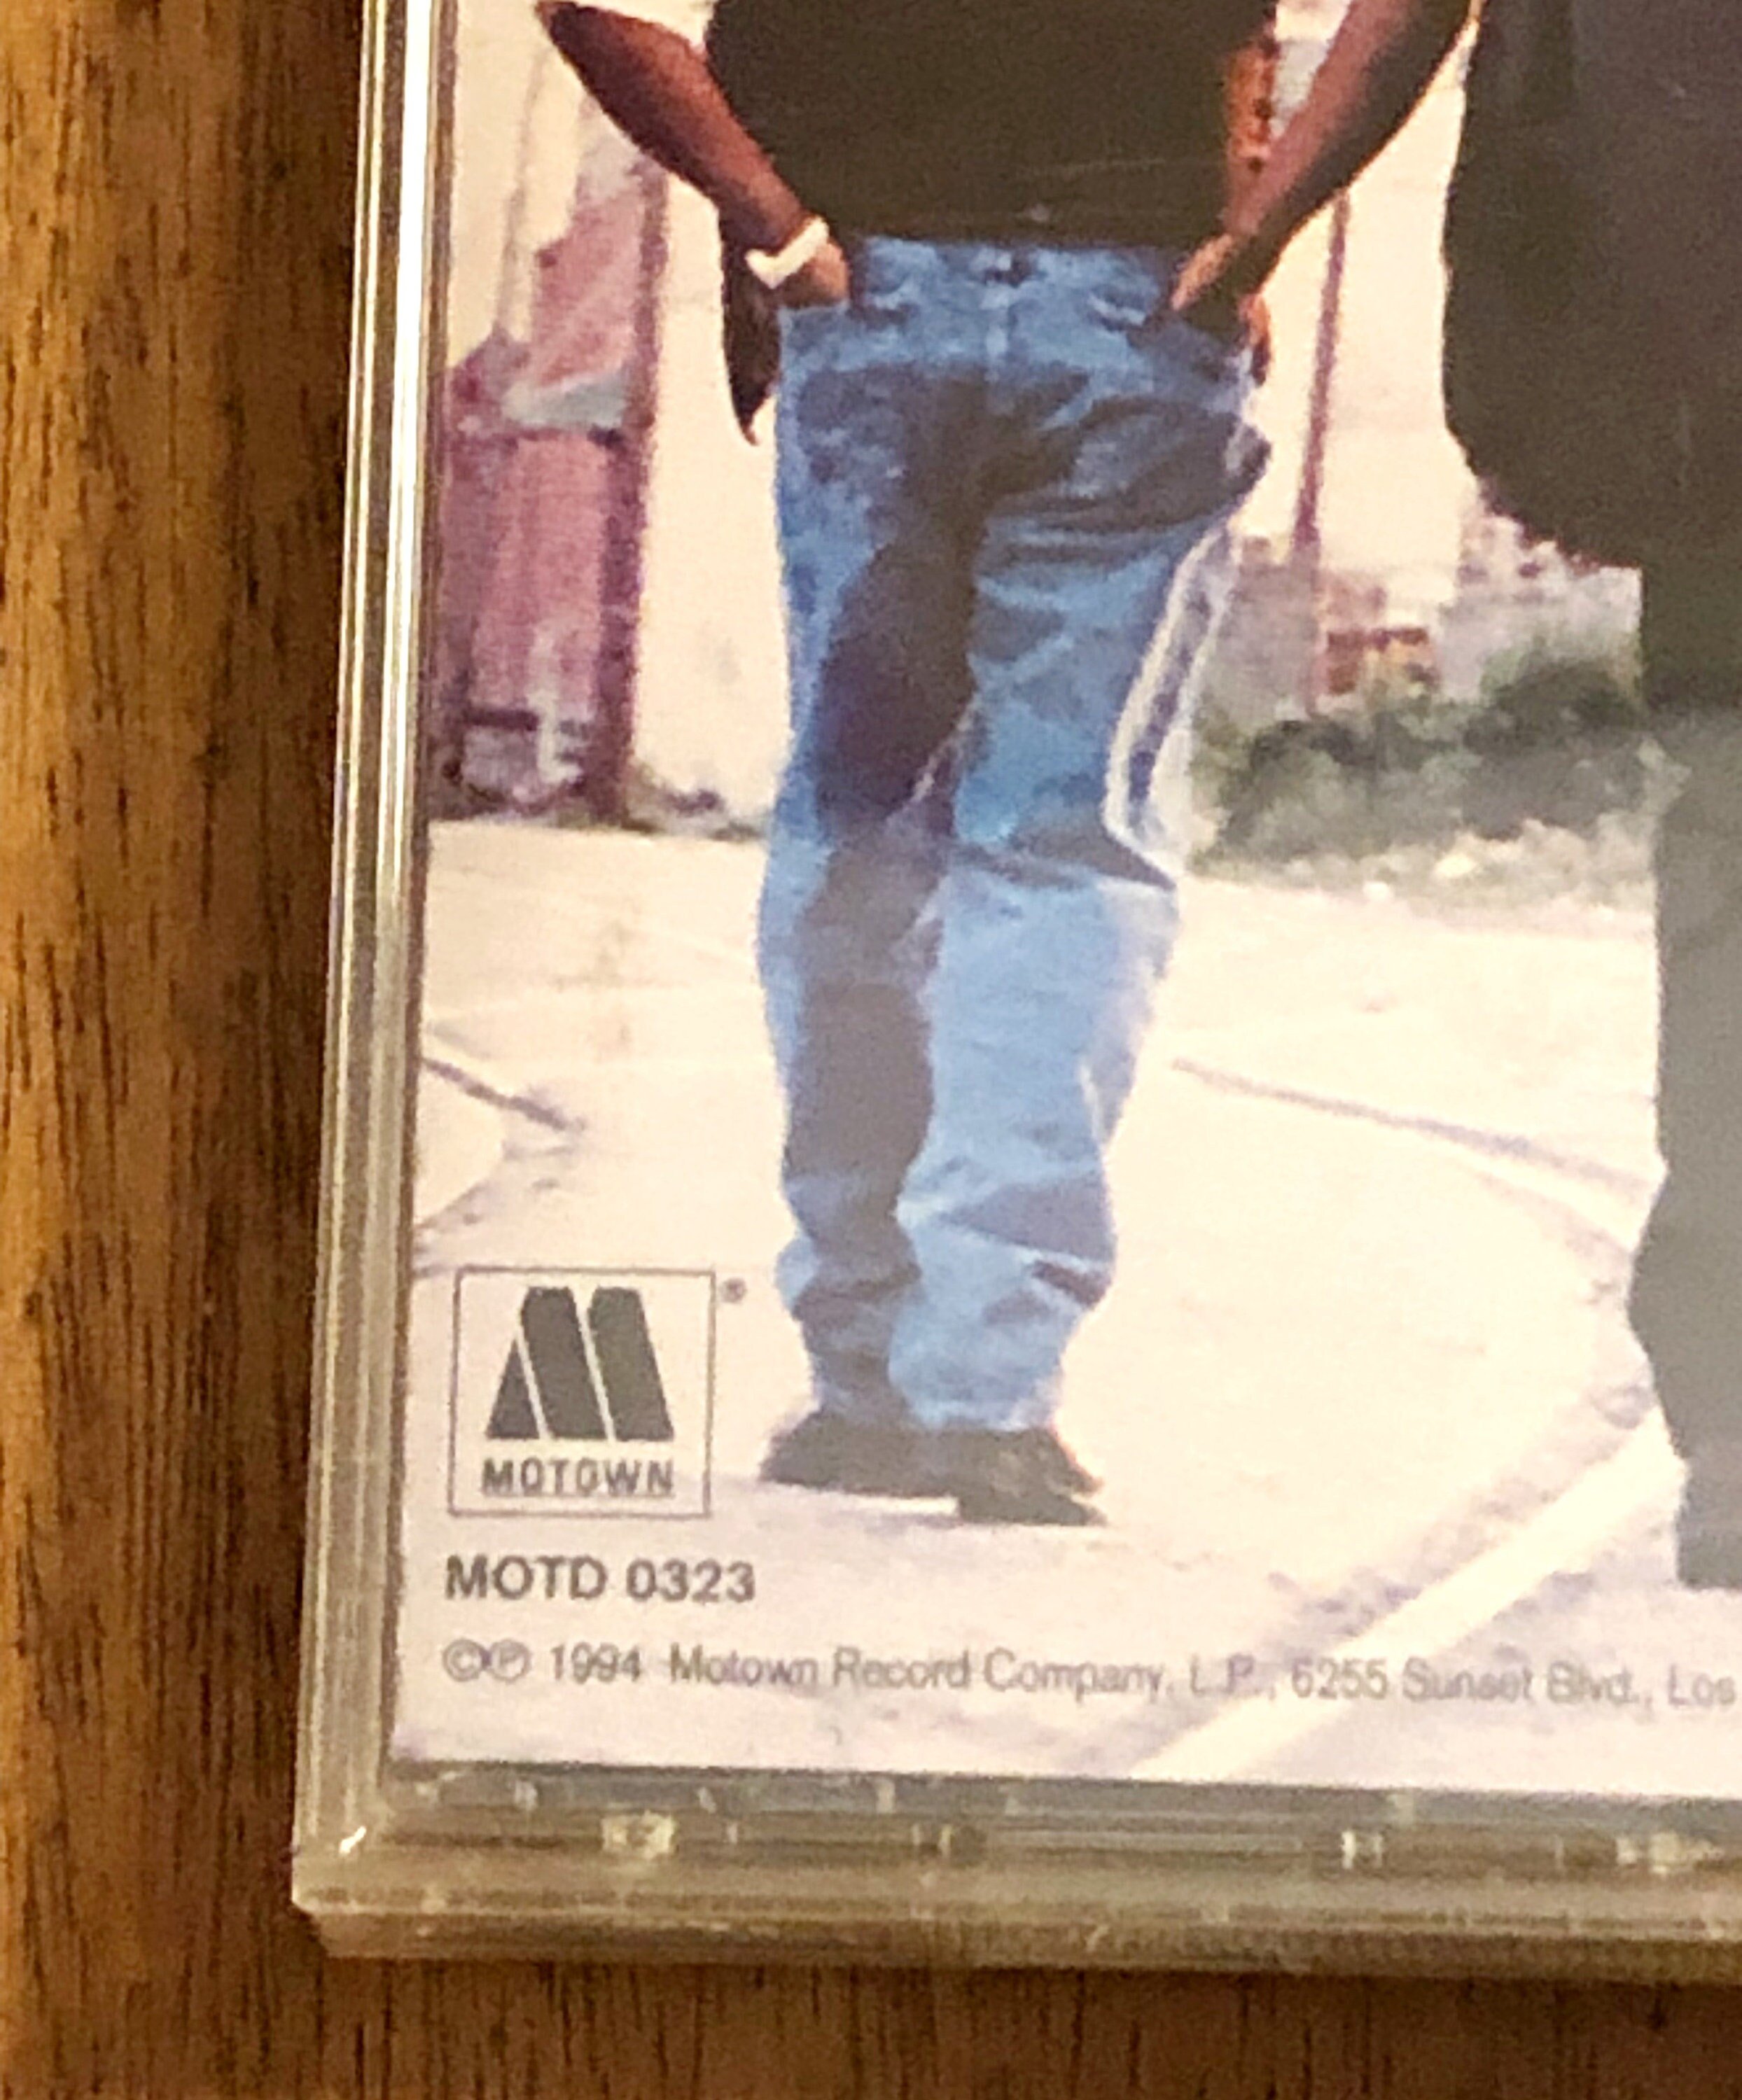 ®
MOTOWN
MOTD 0323
©℗ 1994 Motown Record Company, L.P., 6255 Sunset Blvd., Los